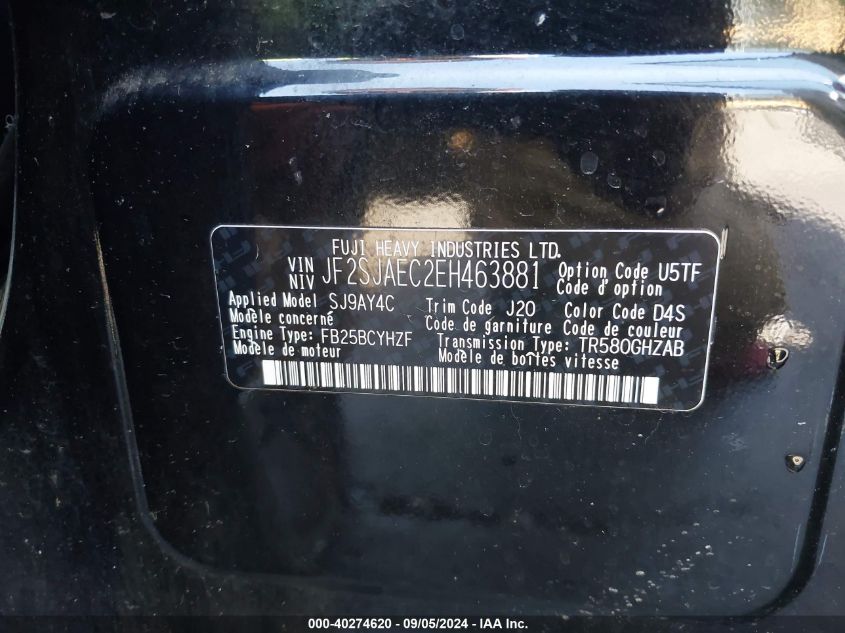 FUJI HEAVY INDUSTRIES LTD.
VIN
NIV JF2SJAEC2EH463881 Option Code U5TF
Code d'option
Applied Model SJ9AY4C Trim Code J20 Color Code D4S
Modèle concerné Code de garniture Code de couleur
Engine Type: FB25BCYHZF Transmission Type: TR580GHZAB
Modèle de moteur Modèle de boîtes vitesse
000-40274620 - 09/05/2024 - IAA Inc.